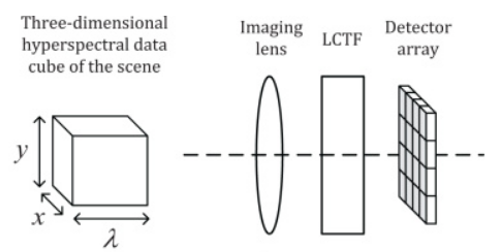 Three-dimensional
hyperspectral data
cube of the scene
Imaging
lens
LCTF
Detector
array
y
x
λ